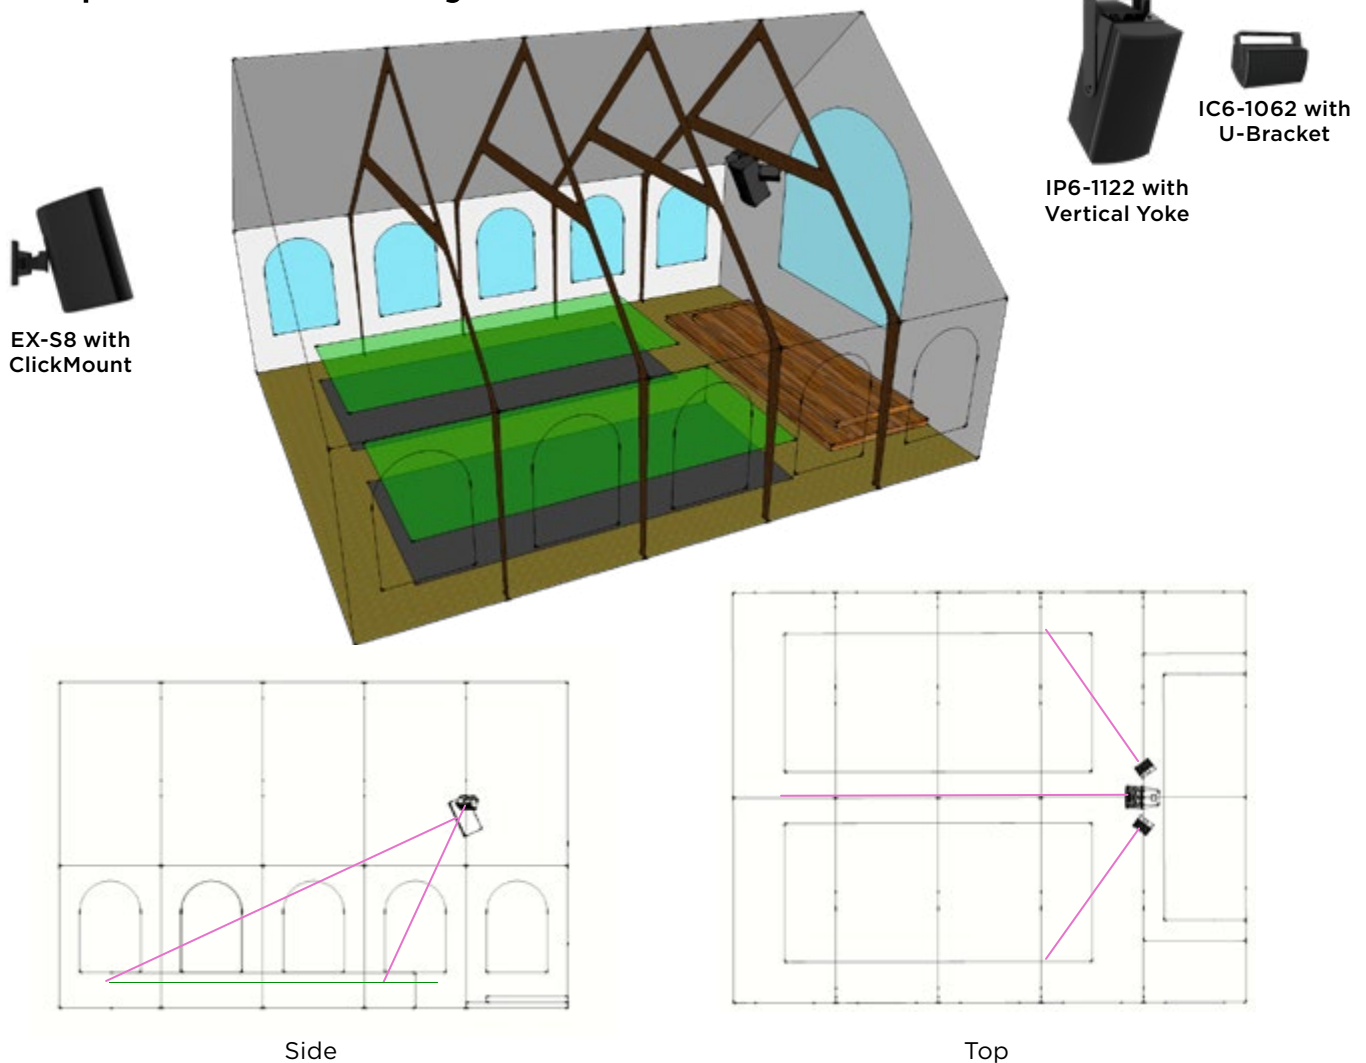 IC6-1062 with
U-Bracket
IP6-1122 with
Vertical Yoke
EX-S8 with
ClickMount
Side
Top